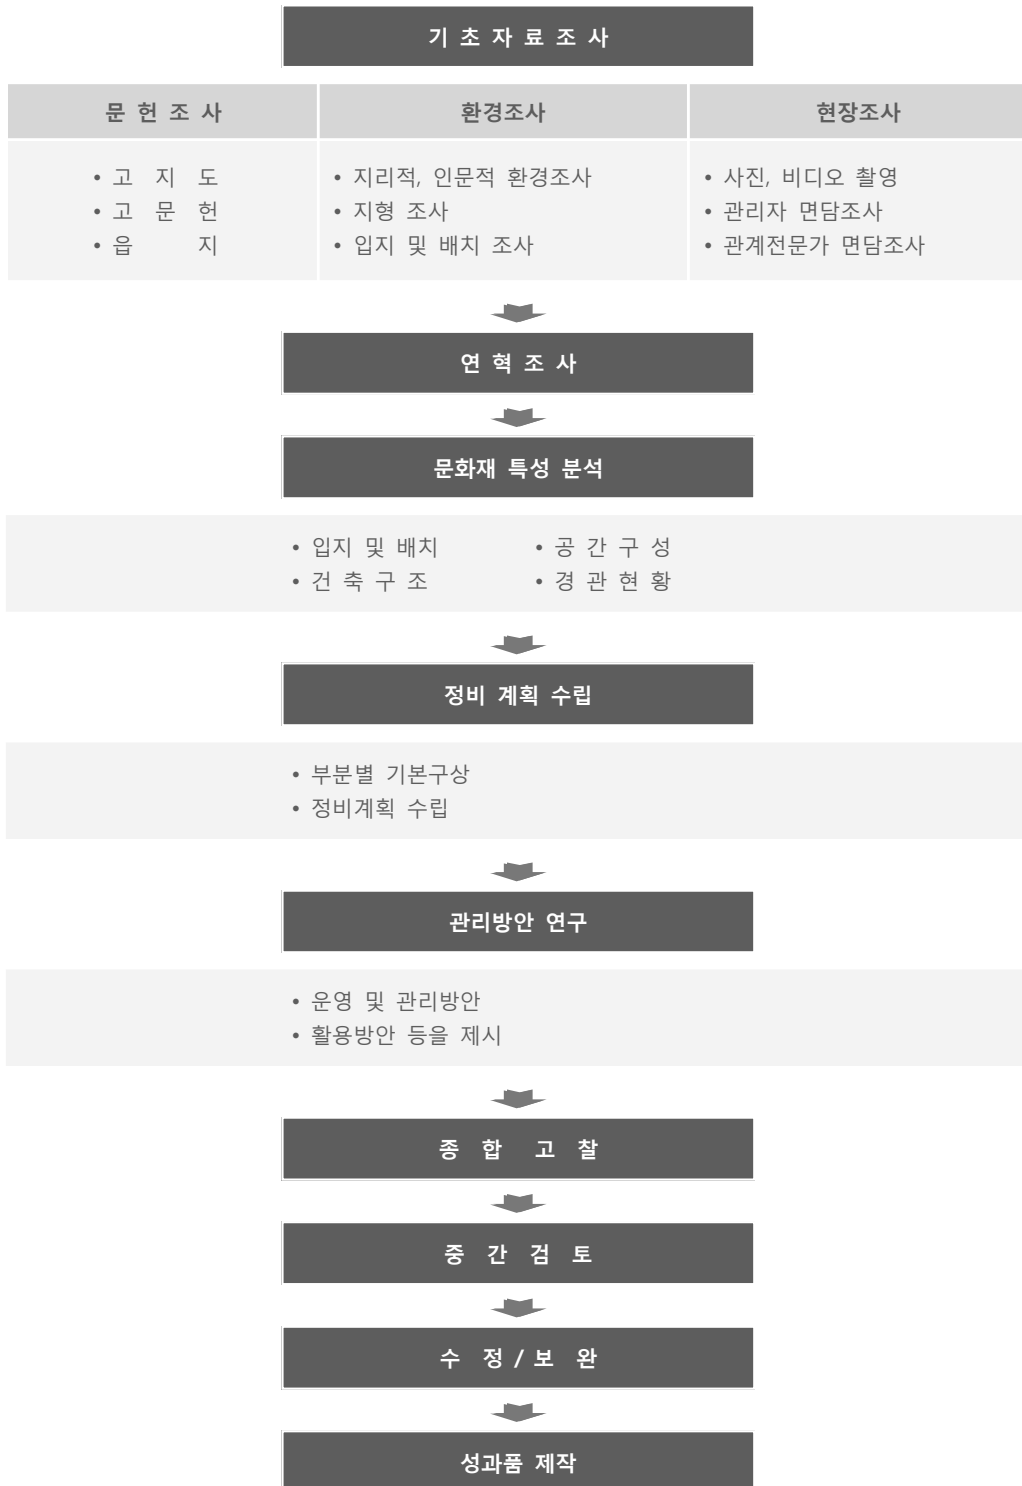 기 초 자 료 조 사
문 헌 조 사
환경조사
현장조사
• 고 지 도
• 고 문 헌
• 읍 지
• 지리적, 인문적 환경조사
• 지형 조사
• 입지 및 배치 조사
• 사진, 비디오 촬영
• 관리자 면담조사
• 관계전문가 면담조사
연 혁 조 사
문화재 특성 분석
• 입지 및 배치
• 건 축 구 조
• 공 간 구 성
• 경 관 현 황
정비 계획 수립
• 부분별 기본구상
• 정비계획 수립
관리방안 연구
• 운영 및 관리방안
• 활용방안 등을 제시
종 합 고 찰
중 간 검 토
수 정 / 보 완
성과품 제작